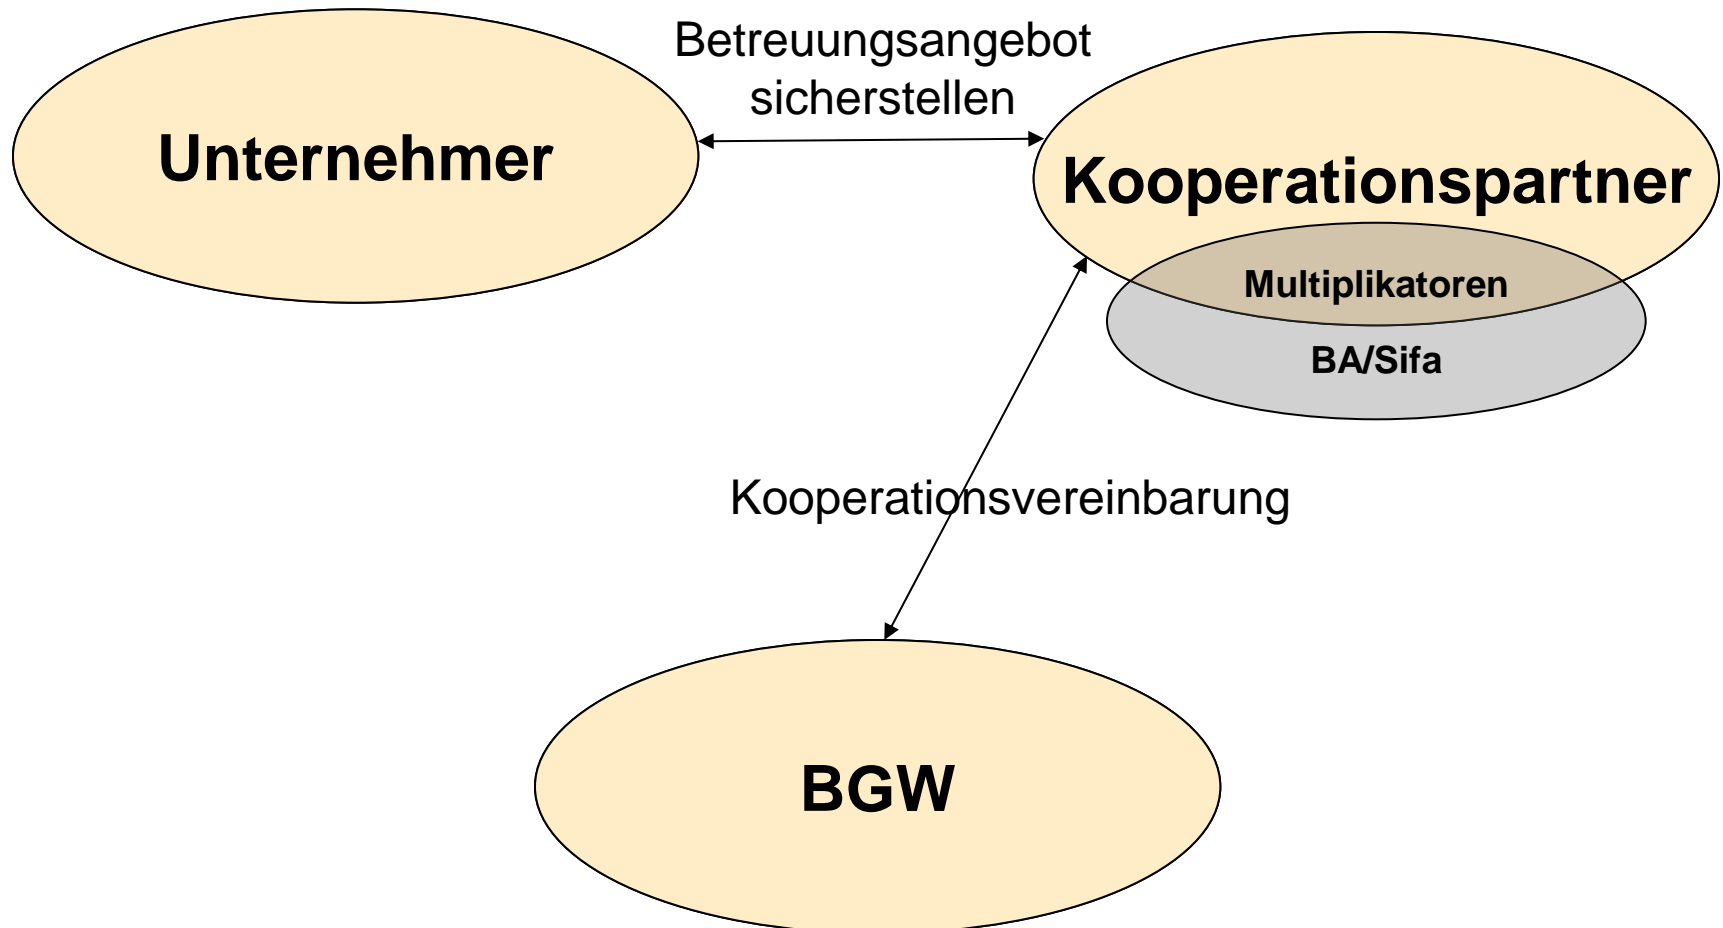 Betreuungsangebot
sicherstellen
Unternehmer
Kooperationspartner
Multiplikatoren
BA/Sifa
Kooperationsvereinbarung
BGW